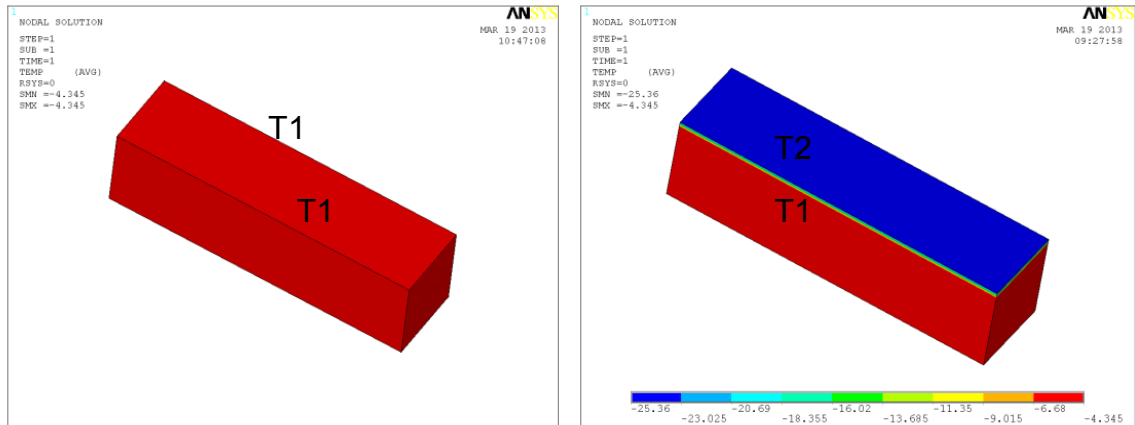 1
NODAL SOLUTION
STEP=1
SUB =1
TIME=1
TEMP (AVG)
RSYS=0
SMN =-4.345
SMX =-4.345
ANSYS
MAR 19 2013
10:47:08
T1
T1
1
NODAL SOLUTION
STEP=1
SUB =1
TIME=1
TEMP (AVG)
RSYS=0
SMN =-25.36
SMX =-4.345
ANSYS
MAR 19 2013
09:27:58
T2
T1
-25.36 -20.69 -16.02 -11.35 -6.68
-23.025 -18.355 -13.685 -9.015 -4.345